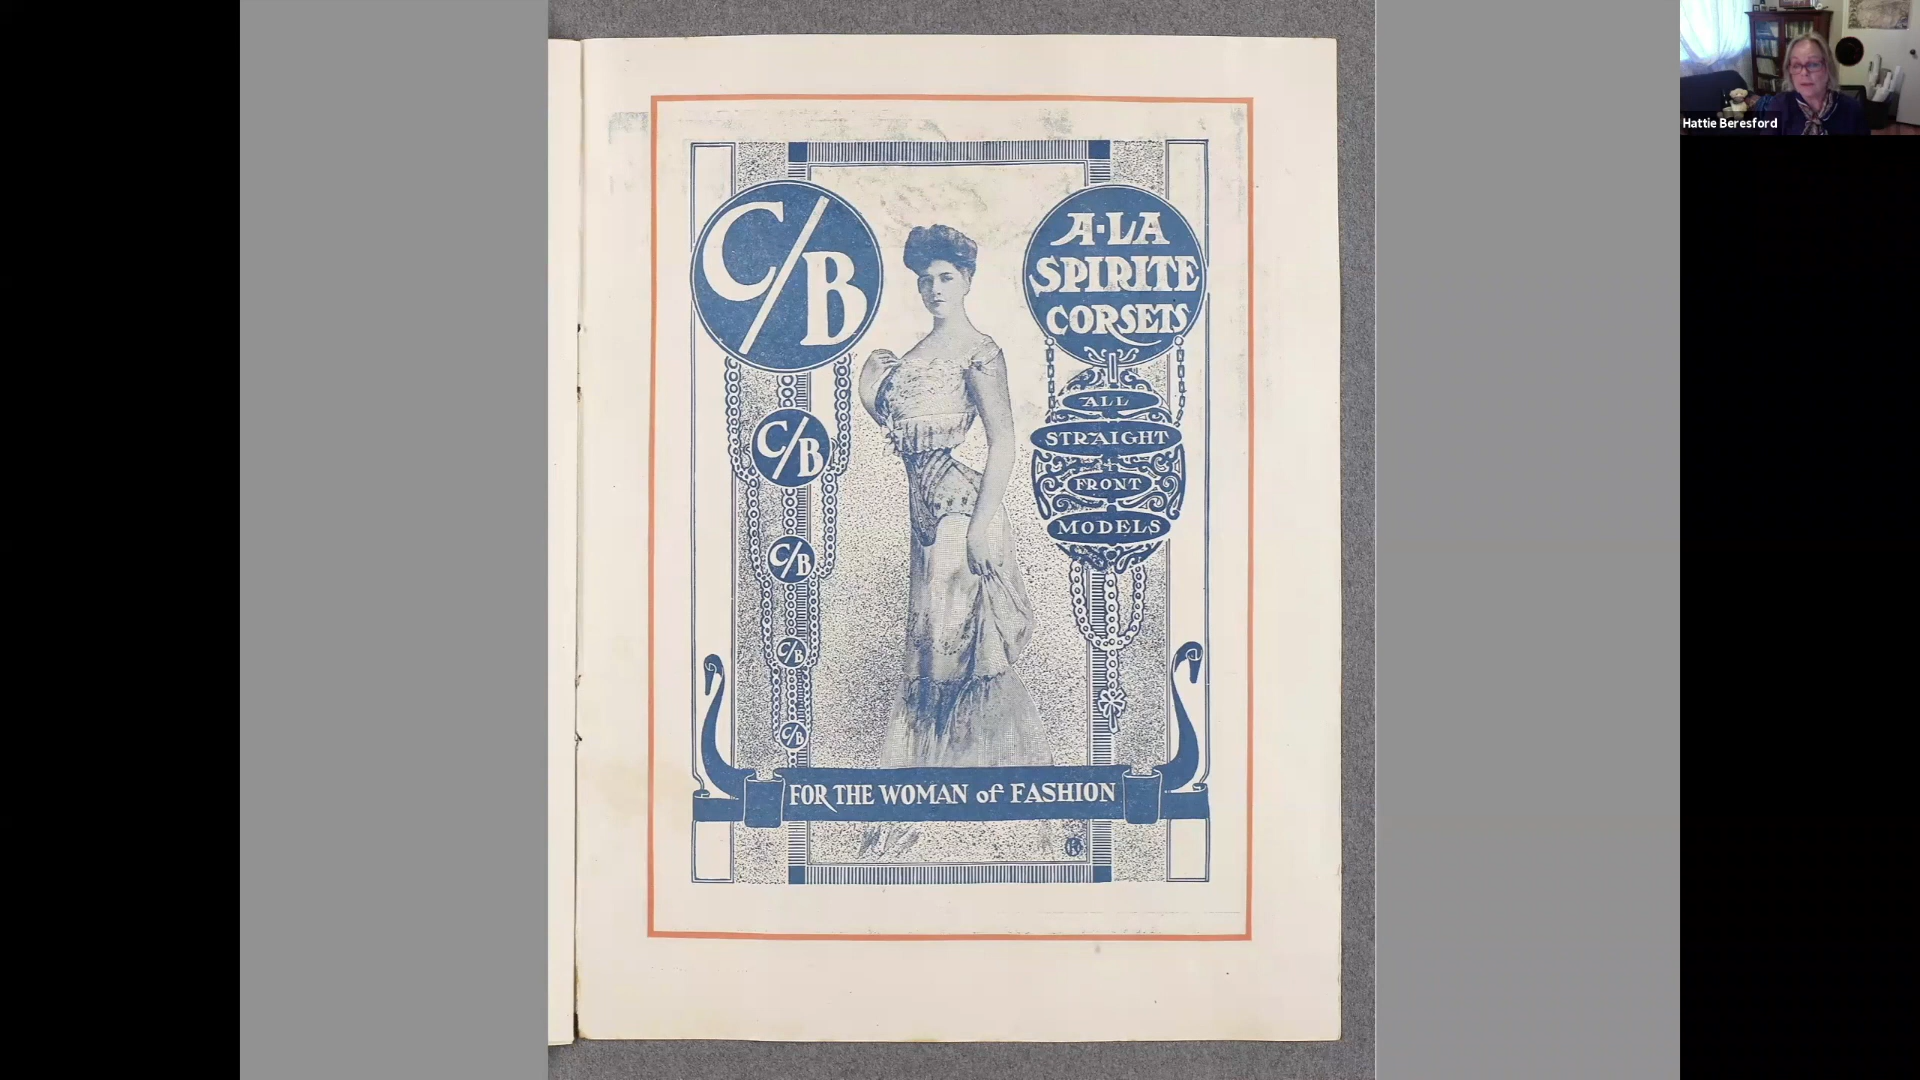 C/B
A·LA
SPIRITE
CORSETS
ALL
STRAIGHT
FRONT
MODELS
C/B
C/B
C/B
C/B
FOR THE WOMAN of FASHION
Hattie Beresford